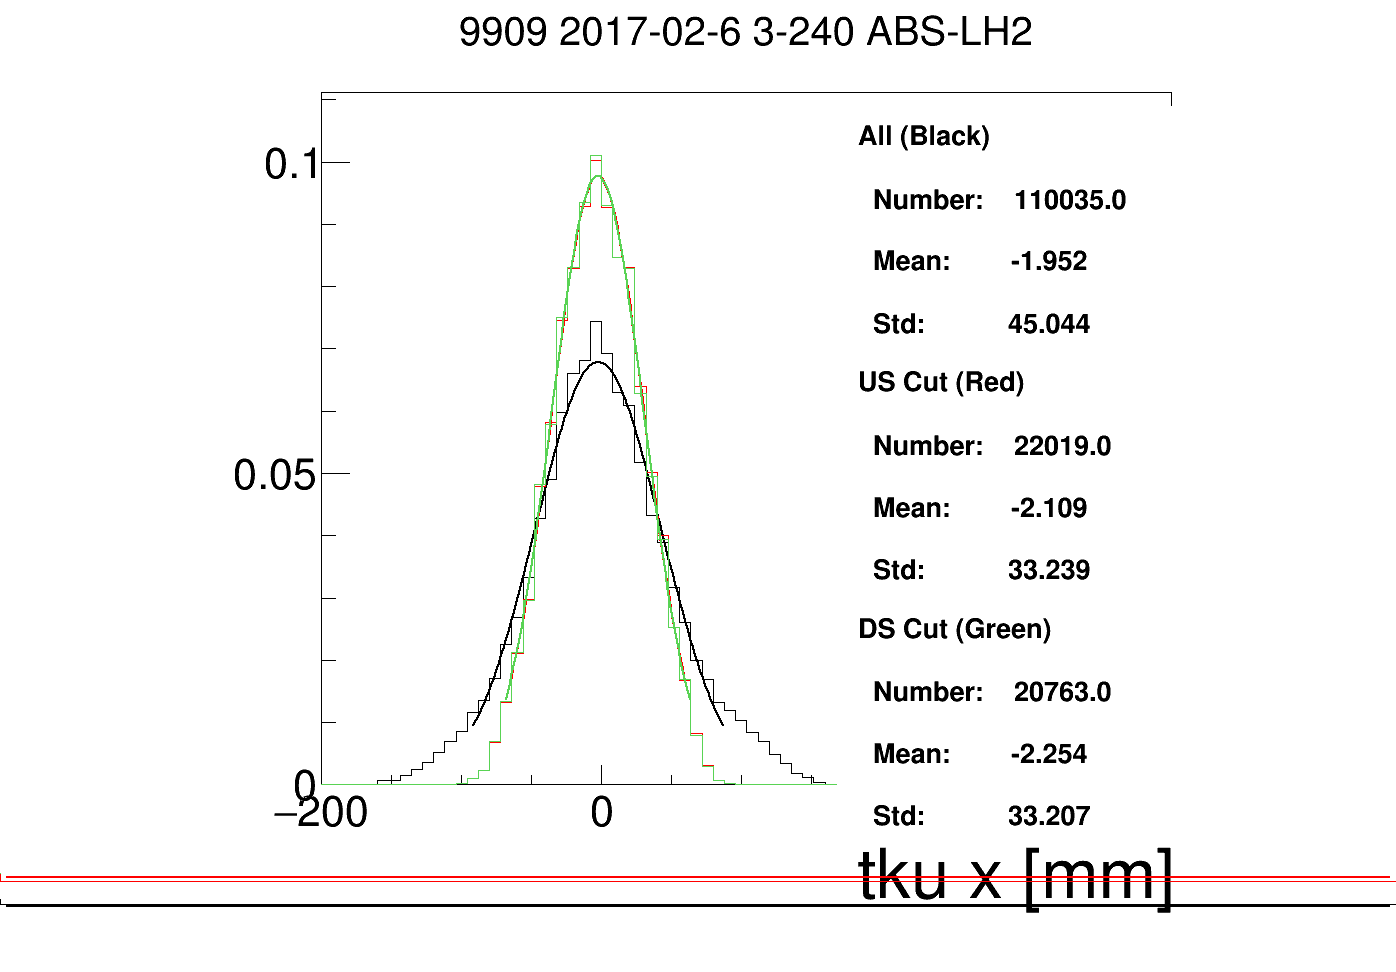 9909 2017-02-6 3-240 ABS-LH2
0.1
0.05
0
−200
0
All (Black)
Number: 110035.0
Mean: -1.952
Std: 45.044
US Cut (Red)
Number: 22019.0
Mean: -2.109
Std: 33.239
DS Cut (Green)
Number: 20763.0
Mean: -2.254
Std: 33.207
tku x [mm]